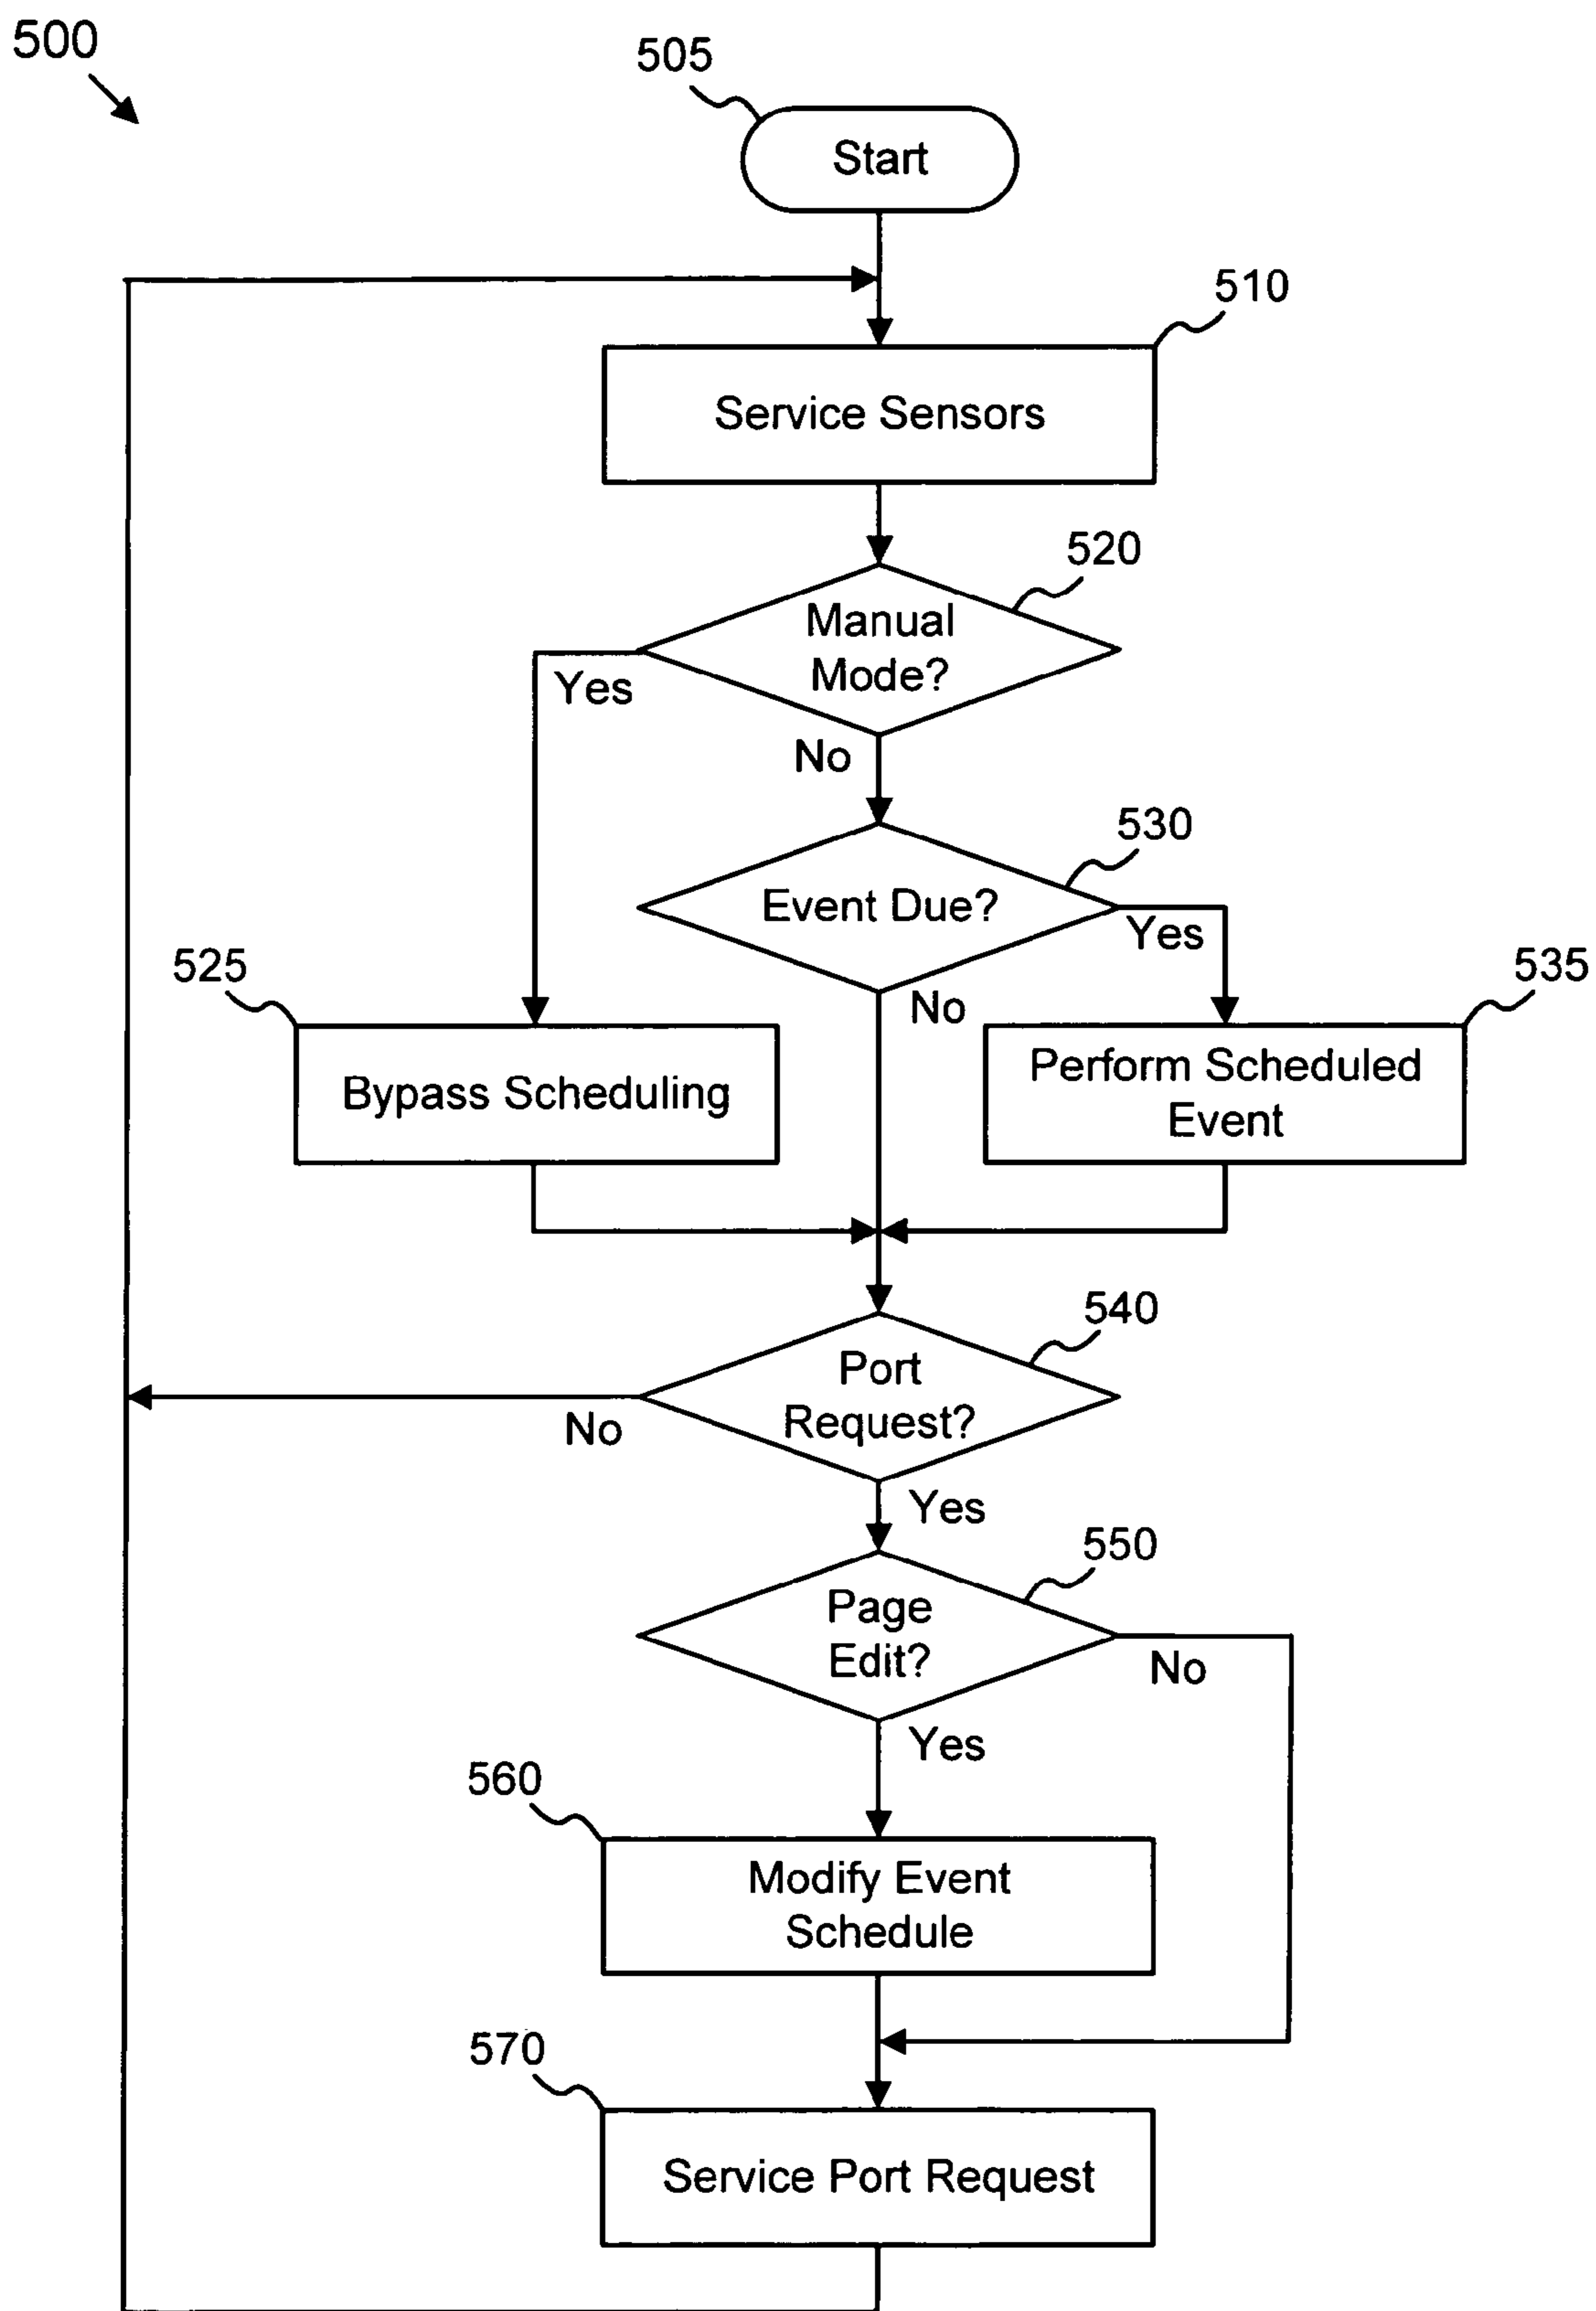 500
505
Start
510
Service Sensors
520
Manual
Mode?
Yes
No
530
Event Due?
Yes
525
No
535
Bypass Scheduling
Perform Scheduled
Event
540
Port
Request?
No
Yes
550
Page
Edit?
No
Yes
560
Modify Event
Schedule
570
Service Port Request